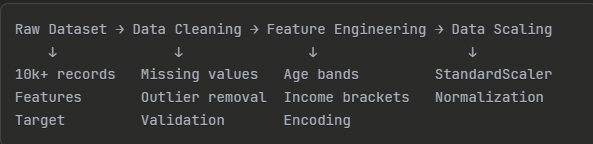 Raw Dataset → Data Cleaning → Feature Engineering → Data Scaling
↓ ↓ ↓ ↓
10k+ records Missing values Age bands StandardScaler
Features Outlier removal Income brackets Normalization
Target Validation Encoding